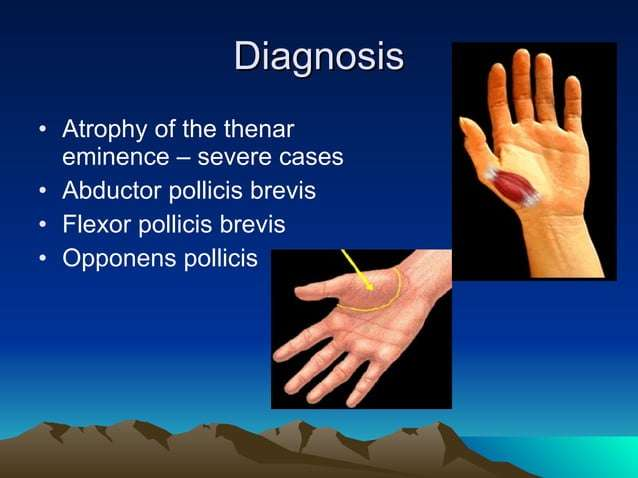 Diagnosis
• Atrophy of the thenar
eminence – severe cases
• Abductor pollicis brevis
• Flexor pollicis brevis
• Opponens pollicis